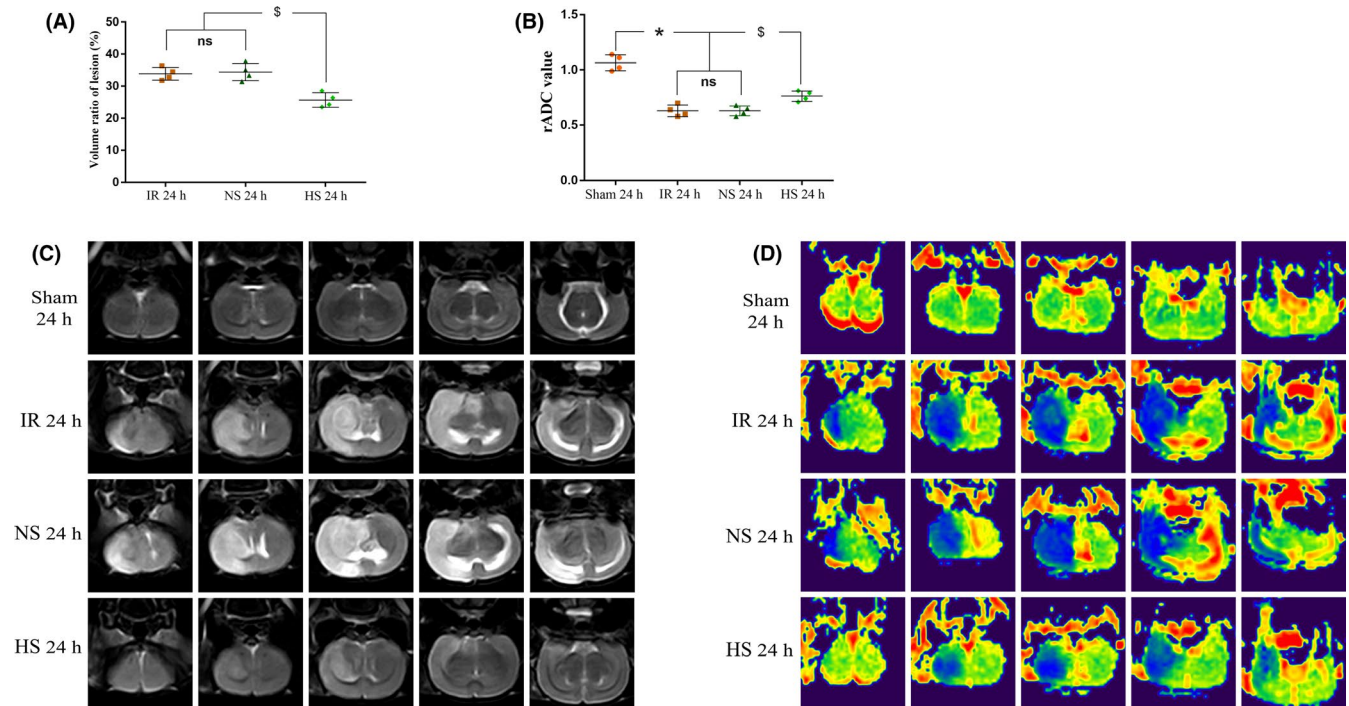 (A)
Volume ratio of lesion (%)
50
40
30
20
10
0
ns
$
IR 24 h
NS 24 h
HS 24 h
(B)
rADC value
1.5
1.0
0.5
0.0
*
$
ns
Sham 24 h
IR 24 h
NS 24 h
HS 24 h
(C)
Sham
24 h
IR 24 h
NS 24 h
HS 24 h
(D)
Sham
24 h
IR 24 h
NS 24 h
HS 24 h